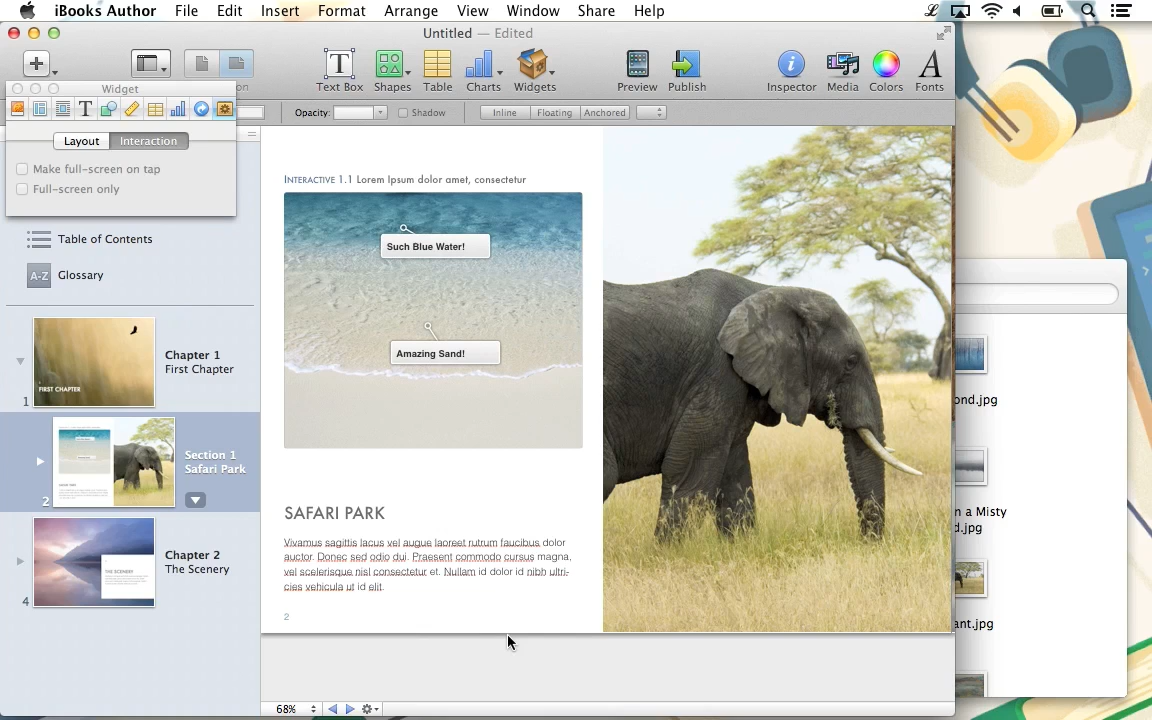 iBooks Author File Edit Insert Format Arrange View Window Share Help
Untitled — Edited
Text Box Shapes Table Charts Widgets Preview Publish Inspector Media Colors Fonts
Widget
Opacity: Shadow Inline Floating Anchored
Layout Interaction
Make full-screen on tap
Full-screen only
Table of Contents
A-Z Glossary
Chapter 1
First Chapter
FIRST CHAPTER
1
Section 1
Safari Park
2
Chapter 2
The Scenery
THE SCENERY
4
INTERACTIVE 1.1 Lorem Ipsum dolor amet, consectetur
Such Blue Water!
Amazing Sand!
SAFARI PARK
Vivamus sagittis lacus vel augue laoreet rutrum faucibus dolor
auctor. Donec sed odio dui. Praesent commodo cursus magna,
vel scelerisque nisl consectetur et. Nullam id dolor id nibh ultri-
cies vehicula ut id elit.
2
68%
ond.jpg
n a Misty
d.jpg
ant.jpg